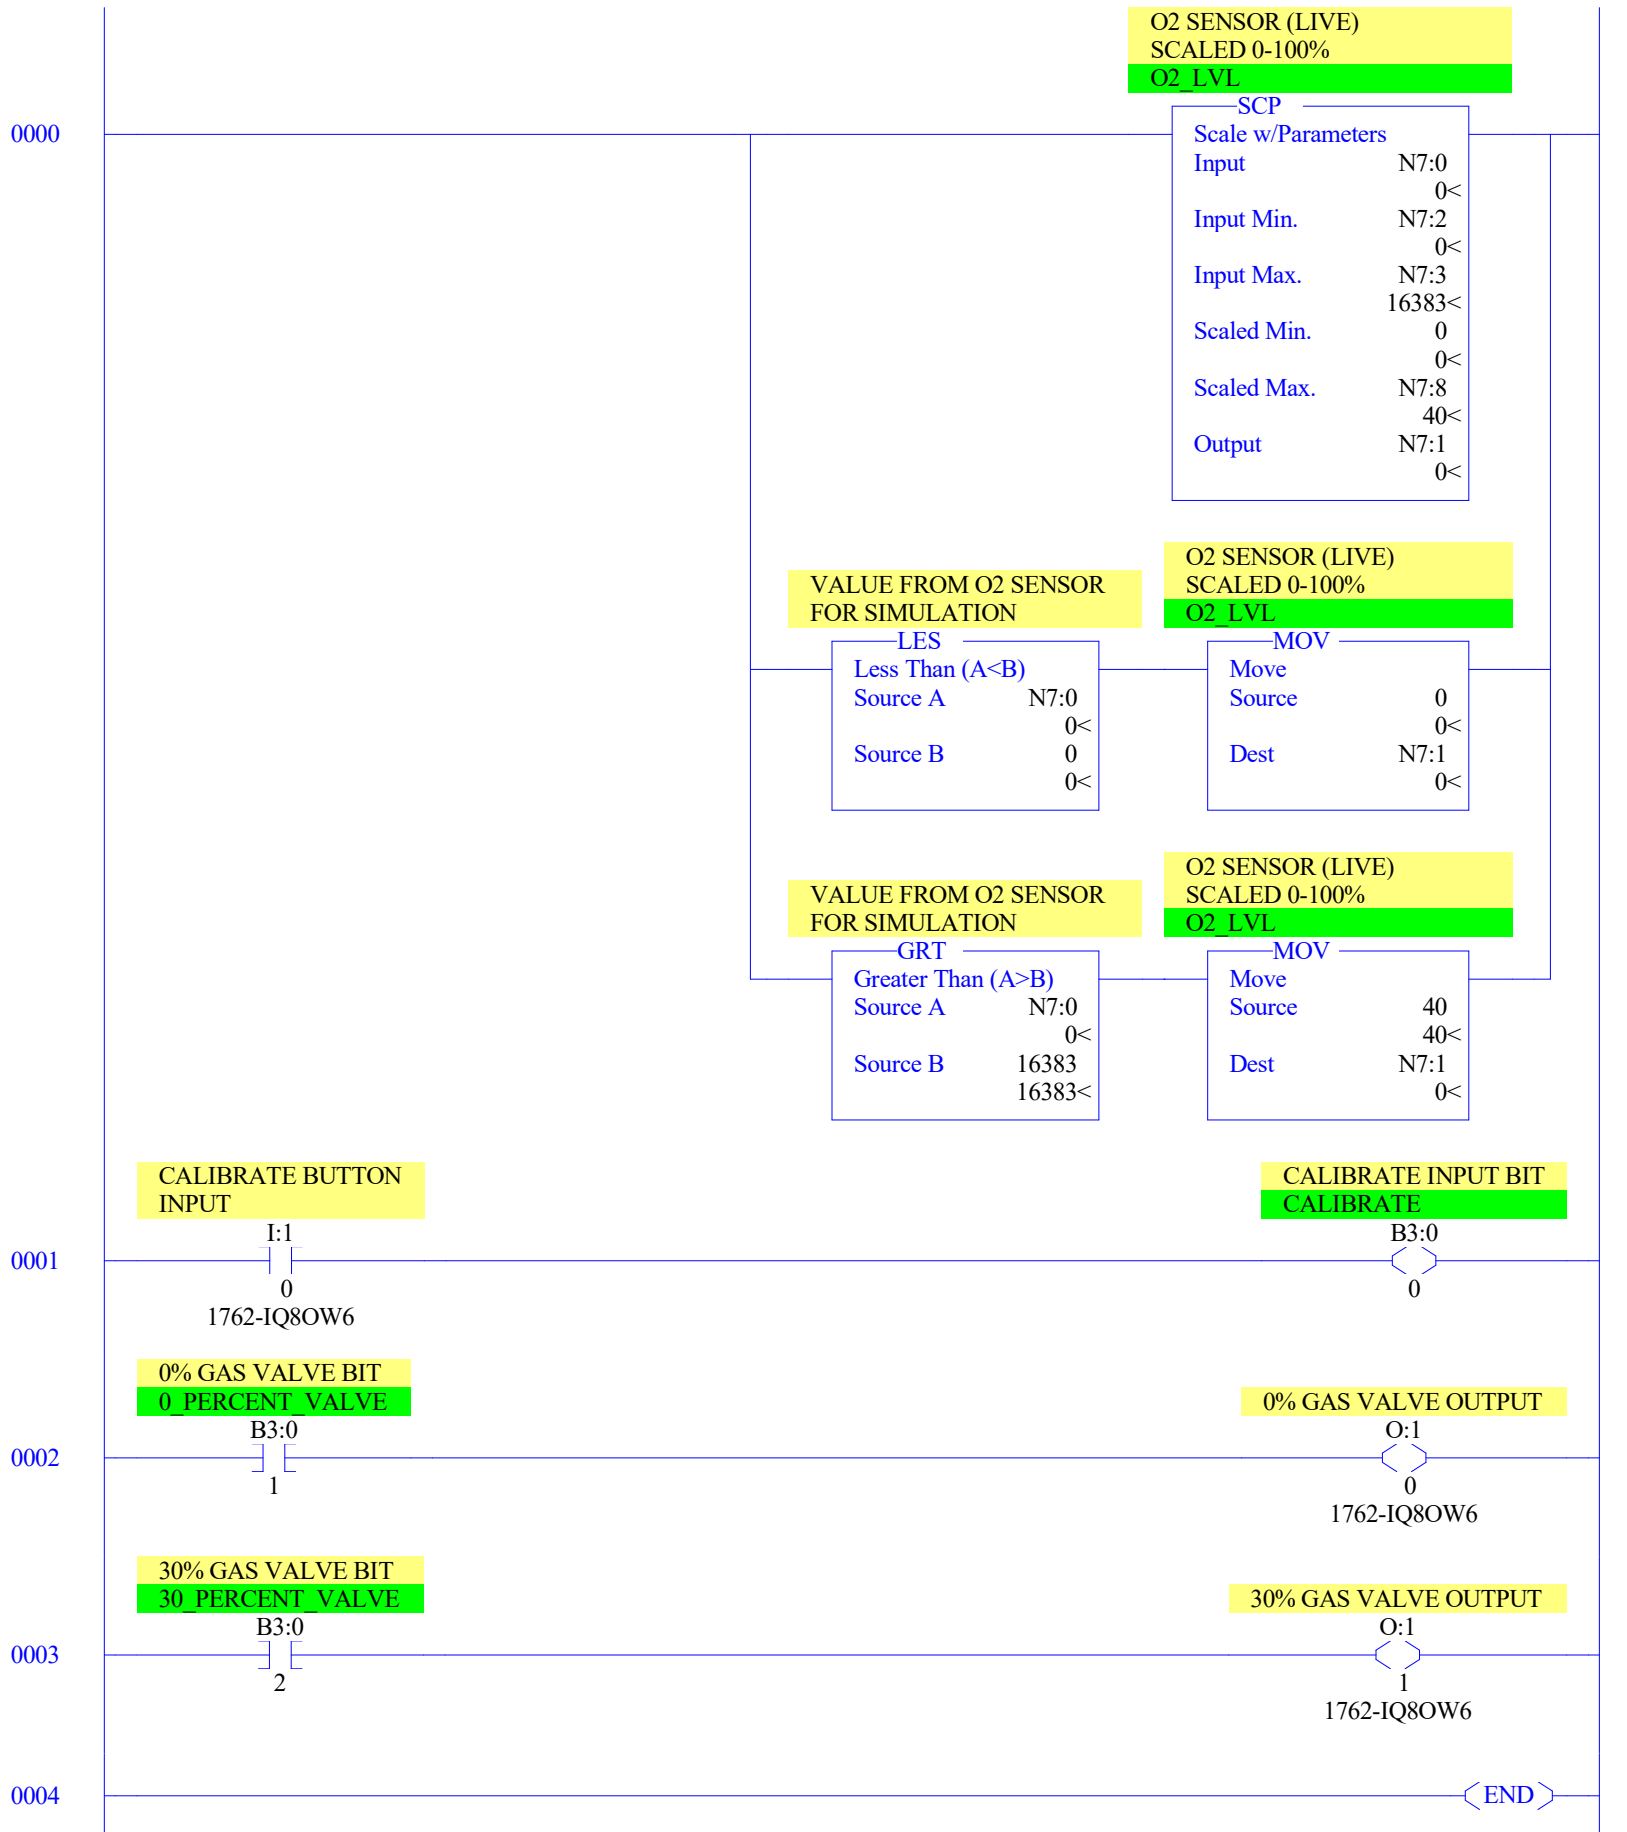 O2 SENSOR (LIVE)
SCALED 0-100%
O2_LVL
SCP
0000
Scale w/Parameters
Input N7:0
0<
Input Min. N7:2
0<
Input Max. N7:3
16383<
Scaled Min. 0
0<
Scaled Max. N7:8
40<
Output N7:1
0<
VALUE FROM O2 SENSOR
FOR SIMULATION
LES
Less Than (A<B)
Source A N7:0
0<
Source B 0
0<
O2 SENSOR (LIVE)
SCALED 0-100%
O2_LVL
MOV
Move
Source 0
0<
Dest N7:1
0<
VALUE FROM O2 SENSOR
FOR SIMULATION
GRT
Greater Than (A>B)
Source A N7:0
0<
Source B 16383
16383<
O2 SENSOR (LIVE)
SCALED 0-100%
O2_LVL
MOV
Move
Source 40
40<
Dest N7:1
0<
CALIBRATE BUTTON
INPUT
I:1
0001
0
1762-IQ8OW6
CALIBRATE INPUT BIT
CALIBRATE
B3:0
0
0% GAS VALVE BIT
0_PERCENT_VALVE
B3:0
0002
1
0% GAS VALVE OUTPUT
O:1
0
1762-IQ8OW6
30% GAS VALVE BIT
30_PERCENT_VALVE
B3:0
0003
2
30% GAS VALVE OUTPUT
O:1
1
1762-IQ8OW6
0004
END